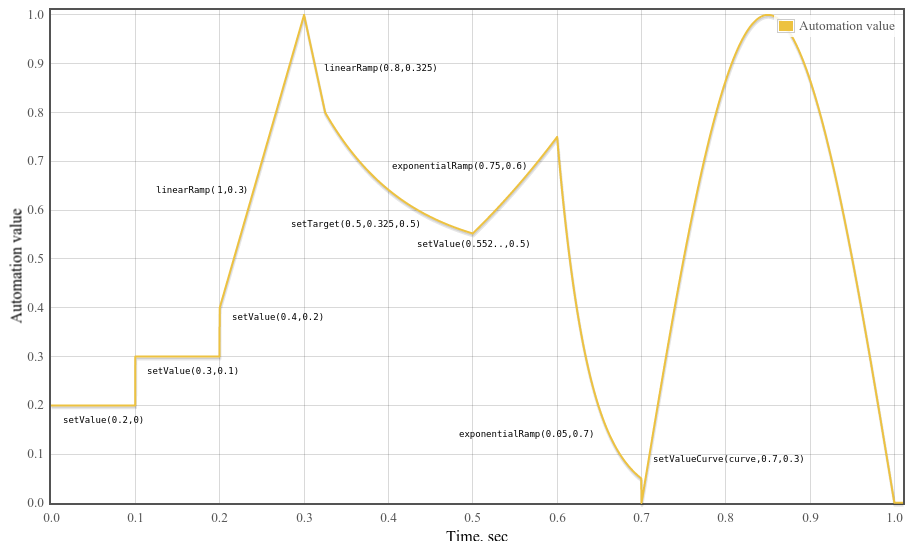 1.0
Automation value
0.9
linearRamp(0.8,0.325)
0.8
0.7
exponentialRamp(0.75,0.6)
linearRamp(1,0.3)
0.6
setTarget(0.5,0.325,0.5)
setValue(0.552..,0.5)
0.5
Automation value
0.4
setValue(0.4,0.2)
0.3
setValue(0.3,0.1)
0.2
setValue(0.2,0)
exponentialRamp(0.05,0.7)
0.1
setValueCurve(curve,0.7,0.3)
0.0
0.0 0.1 0.2 0.3 0.4 0.5 0.6 0.7 0.8 0.9 1.0
Time, sec